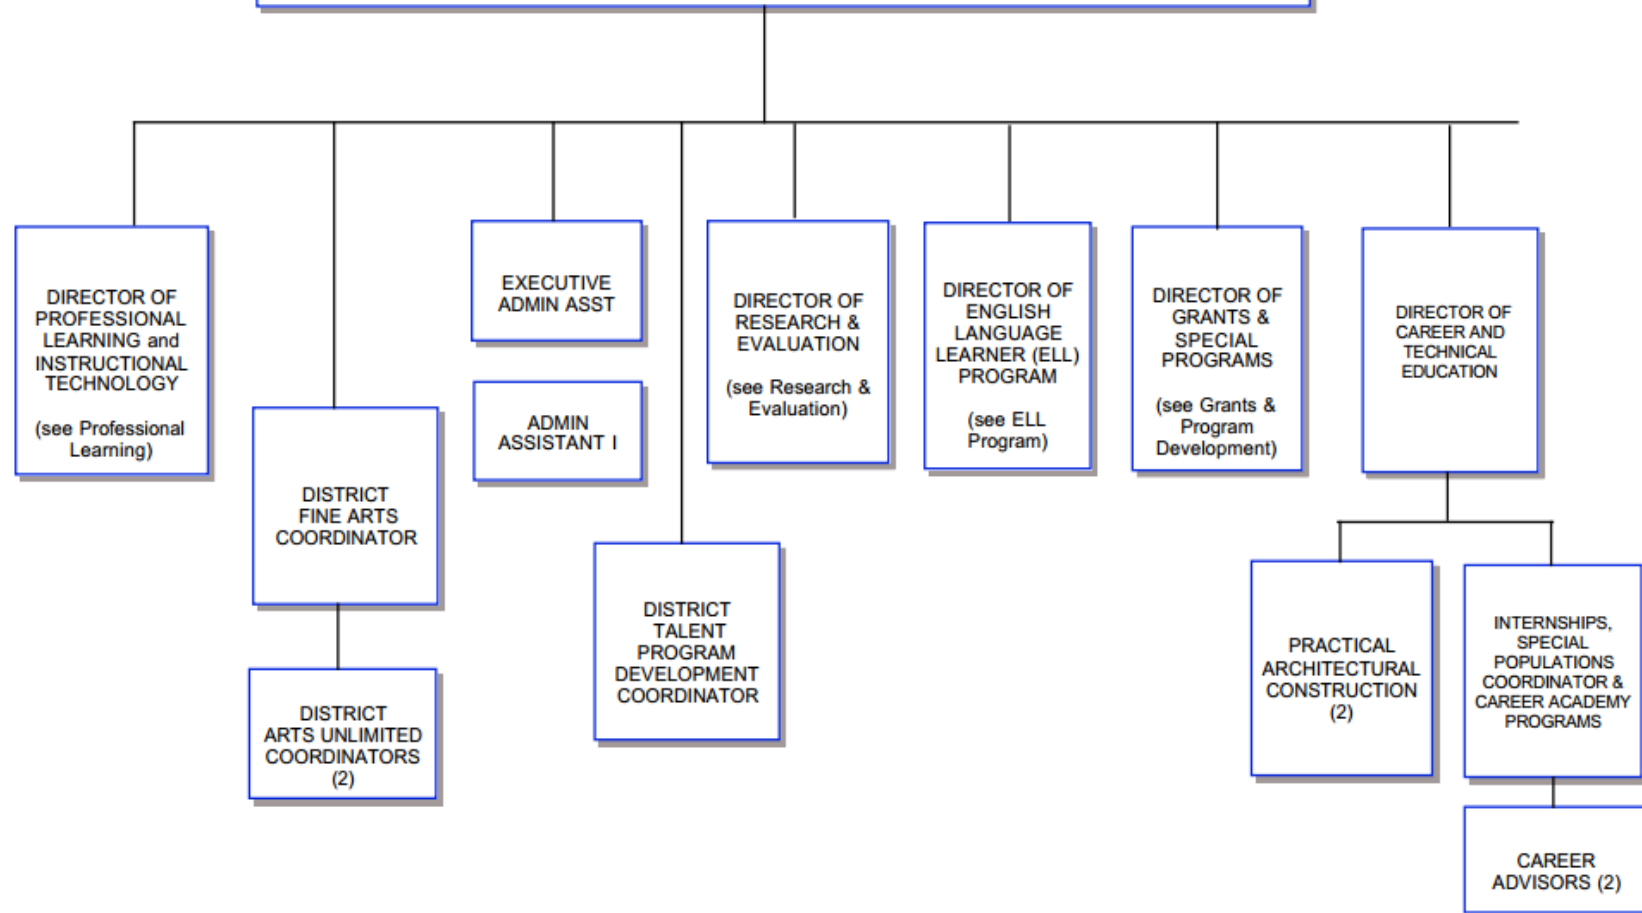 DIRECTOR OF
PROFESSIONAL
LEARNING and
INSTRUCTIONAL
TECHNOLOGY
(see Professional
Learning)
DISTRICT
FINE ARTS
COORDINATOR
DISTRICT
ARTS UNLIMITED
COORDINATORS
(2)
EXECUTIVE
ADMIN ASST
ADMIN
ASSISTANT I
DISTRICT
TALENT
PROGRAM
DEVELOPMENT
COORDINATOR
DIRECTOR OF
RESEARCH &
EVALUATION
(see Research &
Evaluation)
DIRECTOR OF
ENGLISH
LANGUAGE
LEARNER (ELL)
PROGRAM
(see ELL
Program)
DIRECTOR OF
GRANTS &
SPECIAL
PROGRAMS
(see Grants &
Program
Development)
DIRECTOR OF
CAREER AND
TECHNICAL
EDUCATION
PRACTICAL
ARCHITECTURAL
CONSTRUCTION
(2)
INTERNSHIPS,
SPECIAL
POPULATIONS
COORDINATOR &
CAREER ACADEMY
PROGRAMS
CAREER
ADVISORS (2)